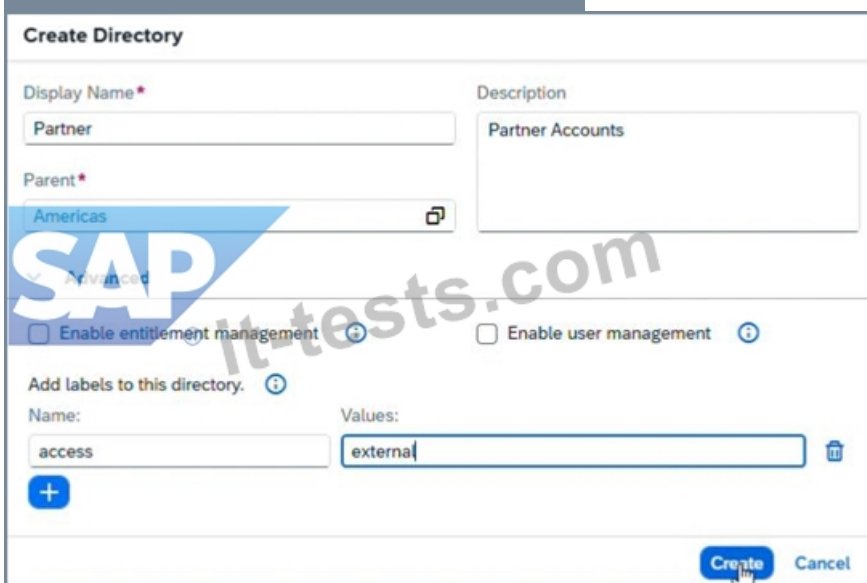 Create Directory
Display Name*
Description
Partner
Partner Accounts
Parent*
Americas
SAP
Advanced
It-tests.com
Enable entitlement management
Enable user management
Add labels to this directory.
Name:
Values:
access
external
Create
Cancel